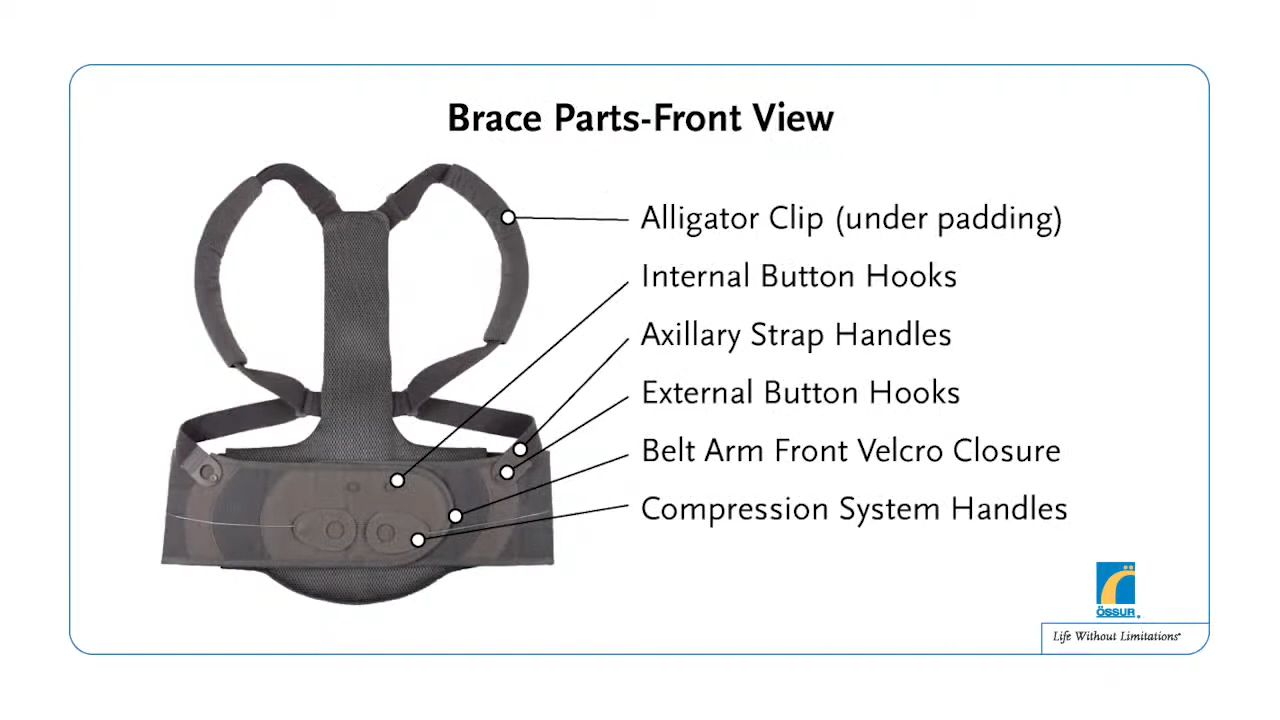 Brace Parts-Front View
Alligator Clip (under padding)
Internal Button Hooks
Axillary Strap Handles
External Button Hooks
Belt Arm Front Velcro Closure
Compression System Handles
ÖSSUR®
Life Without Limitations®